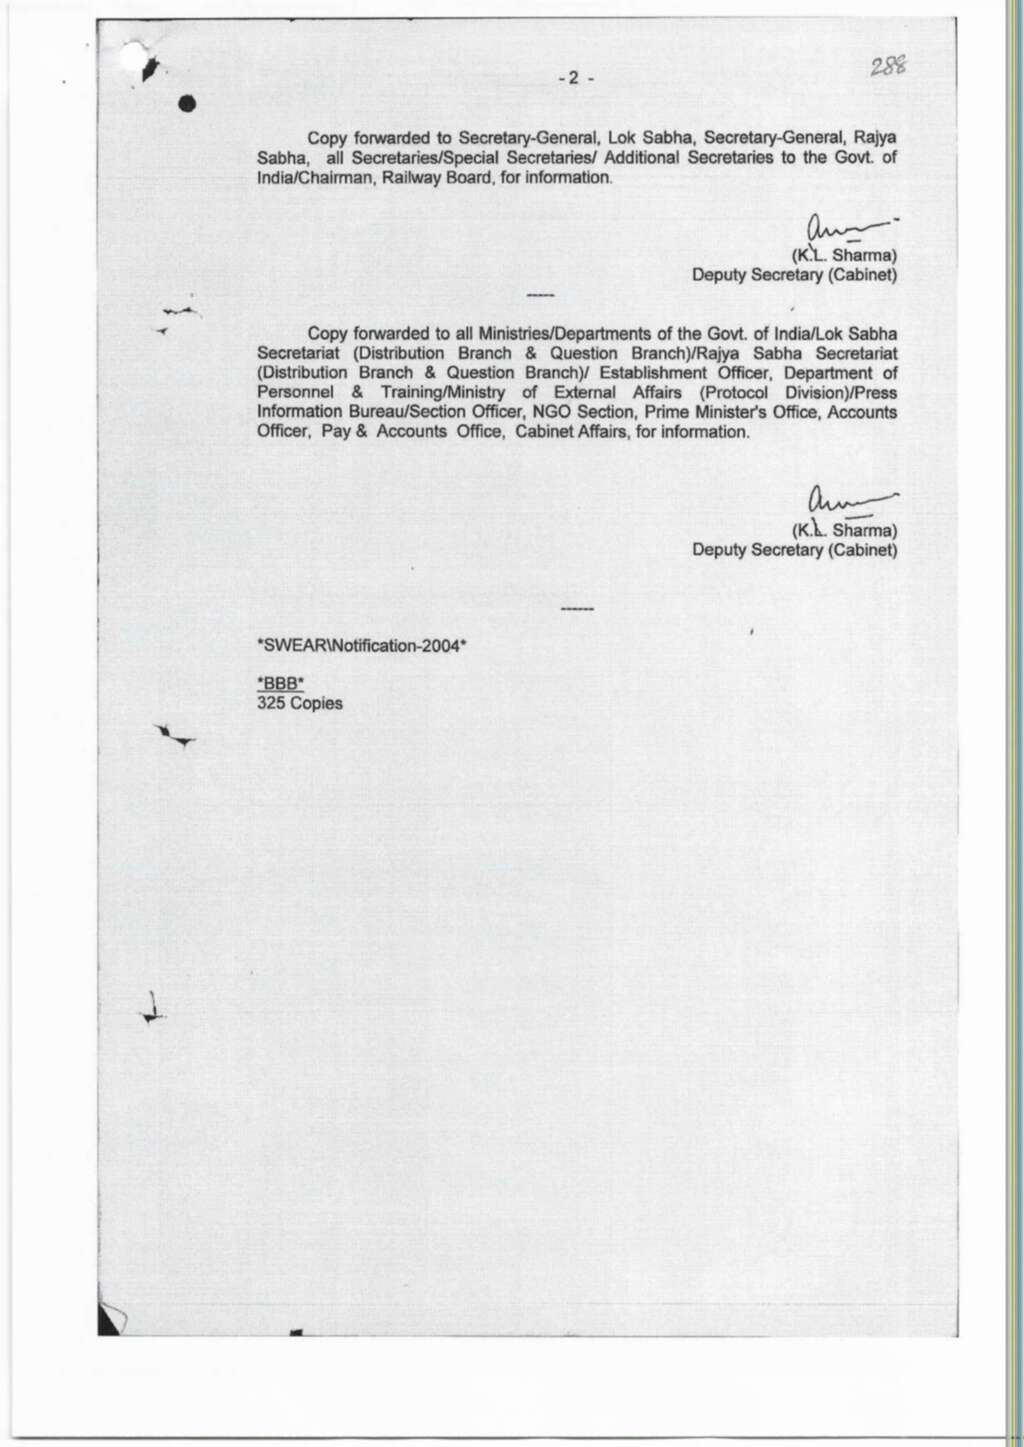 - 2 -
288
Copy forwarded to Secretary-General, Lok Sabha, Secretary-General, Rajya
Sabha, all Secretaries/Special Secretaries/ Additional Secretaries to the Govt. of
India/Chairman, Railway Board, for information.
(K.L. Sharma)
Deputy Secretary (Cabinet)
-----
Copy forwarded to all Ministries/Departments of the Govt. of India/Lok Sabha
Secretariat (Distribution Branch & Question Branch)/Rajya Sabha Secretariat
(Distribution Branch & Question Branch)/ Establishment Officer, Department of
Personnel & Training/Ministry of External Affairs (Protocol Division)/Press
Information Bureau/Section Officer, NGO Section, Prime Minister's Office, Accounts
Officer, Pay & Accounts Office, Cabinet Affairs, for information.
(K.L. Sharma)
Deputy Secretary (Cabinet)
------
*SWEAR\Notification-2004*
*BBB*
325 Copies